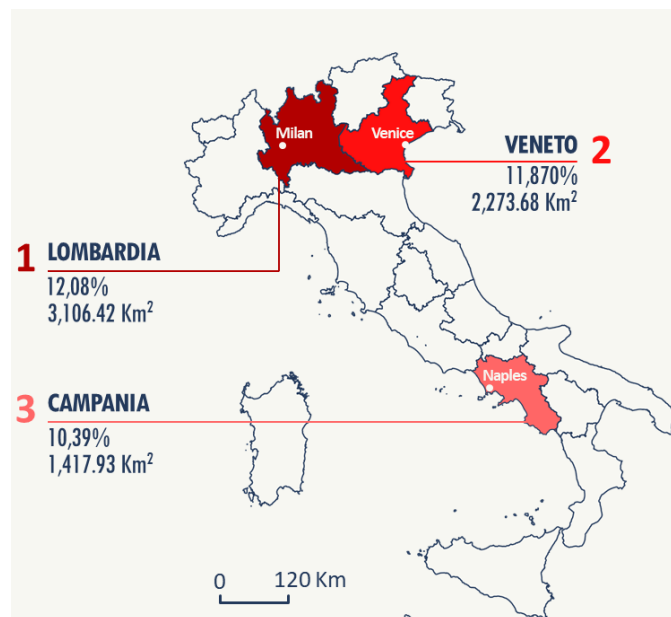 Milan
Venice
VENETO 2
11,870%
2,273.68 Km²
1 LOMBARDIA
12,08%
3,106.42 Km²
Naples
3 CAMPANIA
10,39%
1,417.93 Km²
0 120 Km